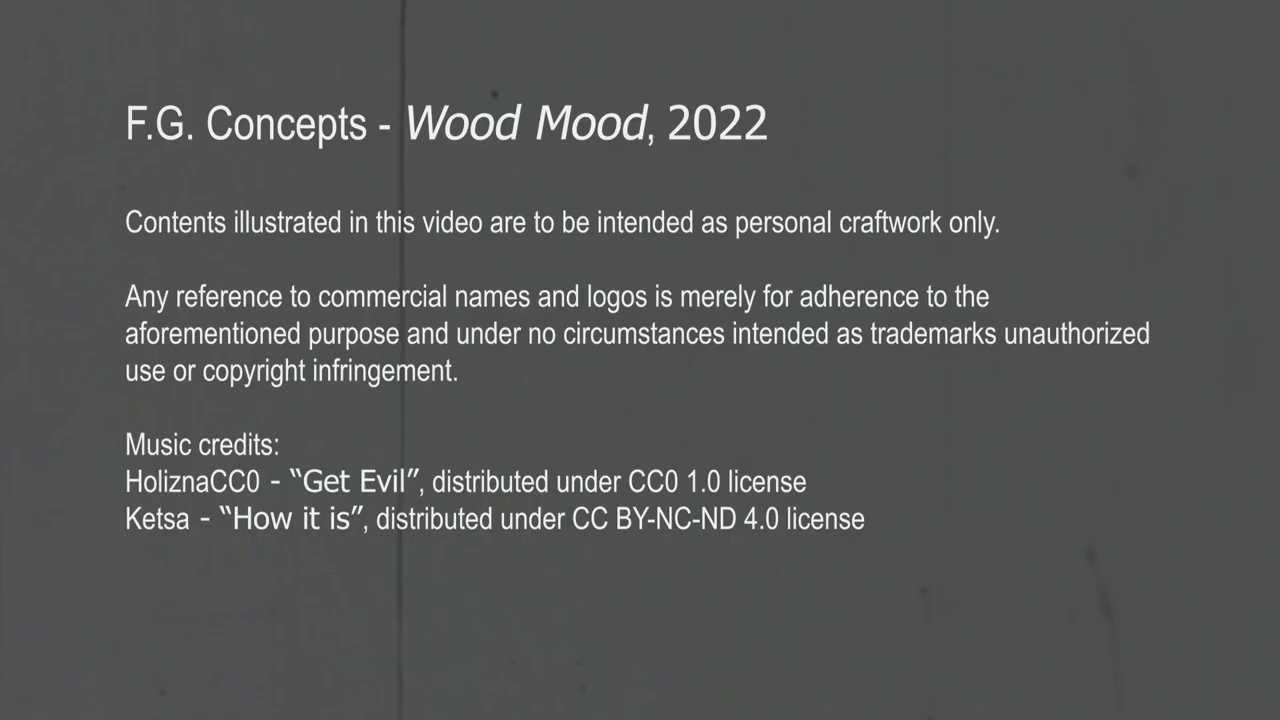 F.G. Concepts - Wood Mood, 2022
Contents illustrated in this video are to be intended as personal craftwork only.
Any reference to commercial names and logos is merely for adherence to the
aforementioned purpose and under no circumstances intended as trademarks unauthorized
use or copyright infringement.
Music credits:
HoliznaCC0 - “Get Evil”, distributed under CC0 1.0 license
Ketsa - “How it is”, distributed under CC BY-NC-ND 4.0 license